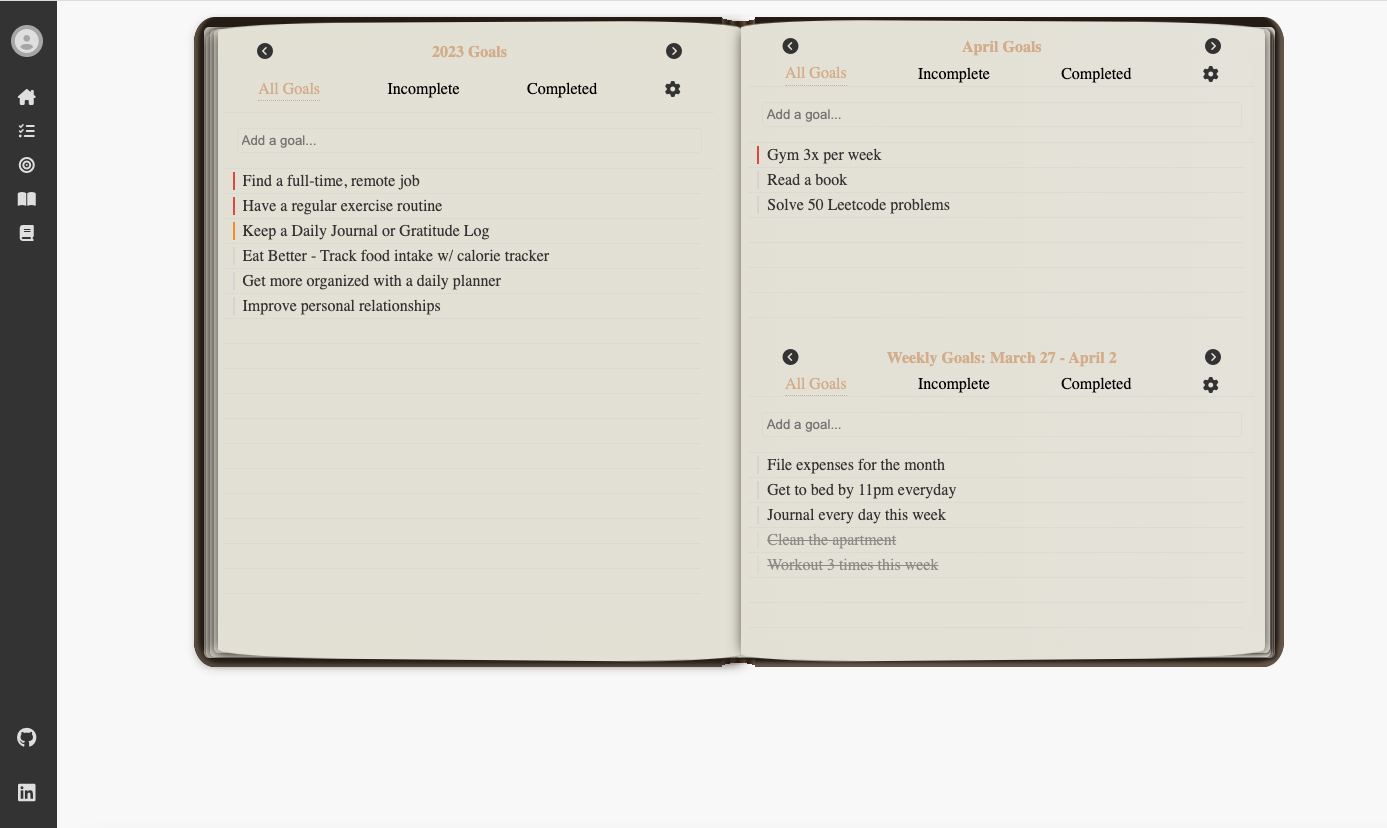 2023 Goals
All Goals Incomplete Completed
Add a goal...
Find a full-time, remote job
Have a regular exercise routine
Keep a Daily Journal or Gratitude Log
Eat Better - Track food intake w/ calorie tracker
Get more organized with a daily planner
Improve personal relationships
April Goals
All Goals Incomplete Completed
Add a goal...
Gym 3x per week
Read a book
Solve 50 Leetcode problems
Weekly Goals: March 27 - April 2
All Goals Incomplete Completed
Add a goal...
File expenses for the month
Get to bed by 11pm everyday
Journal every day this week
Clean the apartment
Workout 3 times this week
in